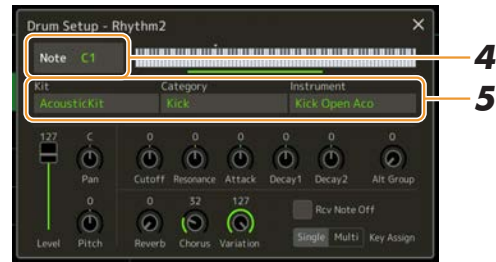 Drum Setup - Rhythm2 ×
Note C1
4
Kit Category Instrument
AcousticKit Kick Kick Open Aco
5
127 C 0 0 0 0 0 0
Pan Cutoff Resonance Attack Decay1 Decay2 Alt Group
0 0 32 127
Rcv Note Off
Level Pitch Reverb Chorus Variation Single Multi Key Assign